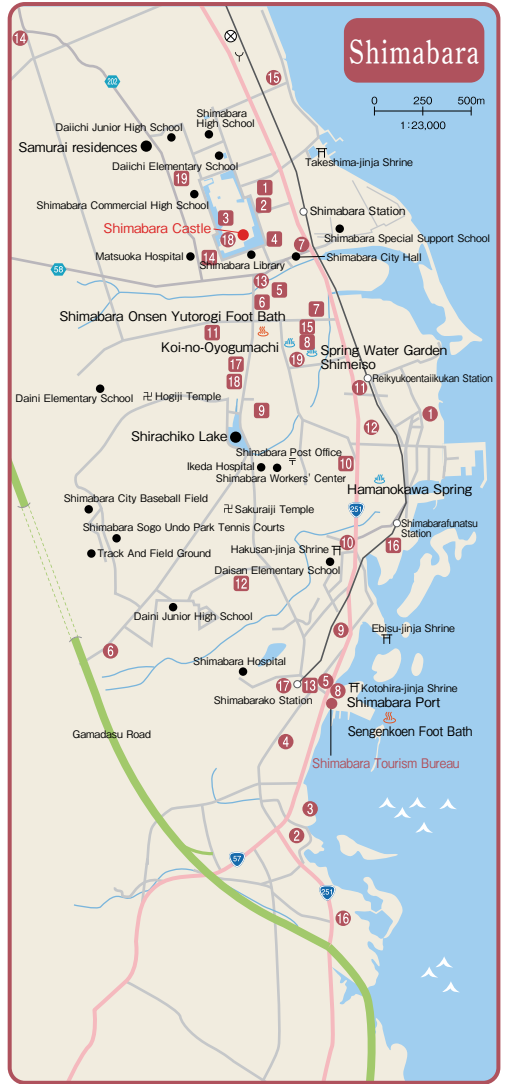 Shimabara
0 250 500m
1:23,000
14
202
15
Shimabara
High School
Daiichi Junior High School
Samurai residences
Takeshima-jinja Shrine
Daiichi Elementary School
19
1
Shimabara Commercial High School
2
Shimabara Station
3
Shimabara Castle
18
4
7
Shimabara Special Support School
Matsuoka Hospital
14
Shimabara Library
Shimabara City Hall
58
13
5
6
7
Shimabara Onsen Yutorogi Foot Bath
15
11
8
Koi-no-Oyogumachi
Spring Water Garden
Shimeiso
19
17
18
Reikyukoentaiikukan Station
11
Daini Elementary School
卍 Hogiji Temple
9
1
12
Shirachiko Lake
Shimabara Post Office
〒
Ikeda Hospital
10
Shimabara Workers' Center
Hamanokawa Spring
Shimabara City Baseball Field
卍 Sakuraiji Temple
251
Shimabara Sogo Undo Park Tennis Courts
Shimabarafunatsu
Station
Track And Field Ground
Hakusan-jinja Shrine
10
16
Daisan Elementary School
12
Daini Junior High School
9
Ebisu-jinja Shrine
6
Shimabara Hospital
17
13
5
8
Kotohira-jinja Shrine
Shimabarako Station
Shimabara Port
Sengenkoen Foot Bath
Gamadasu Road
4
Shimabara Tourism Bureau
3
2
57
251
16